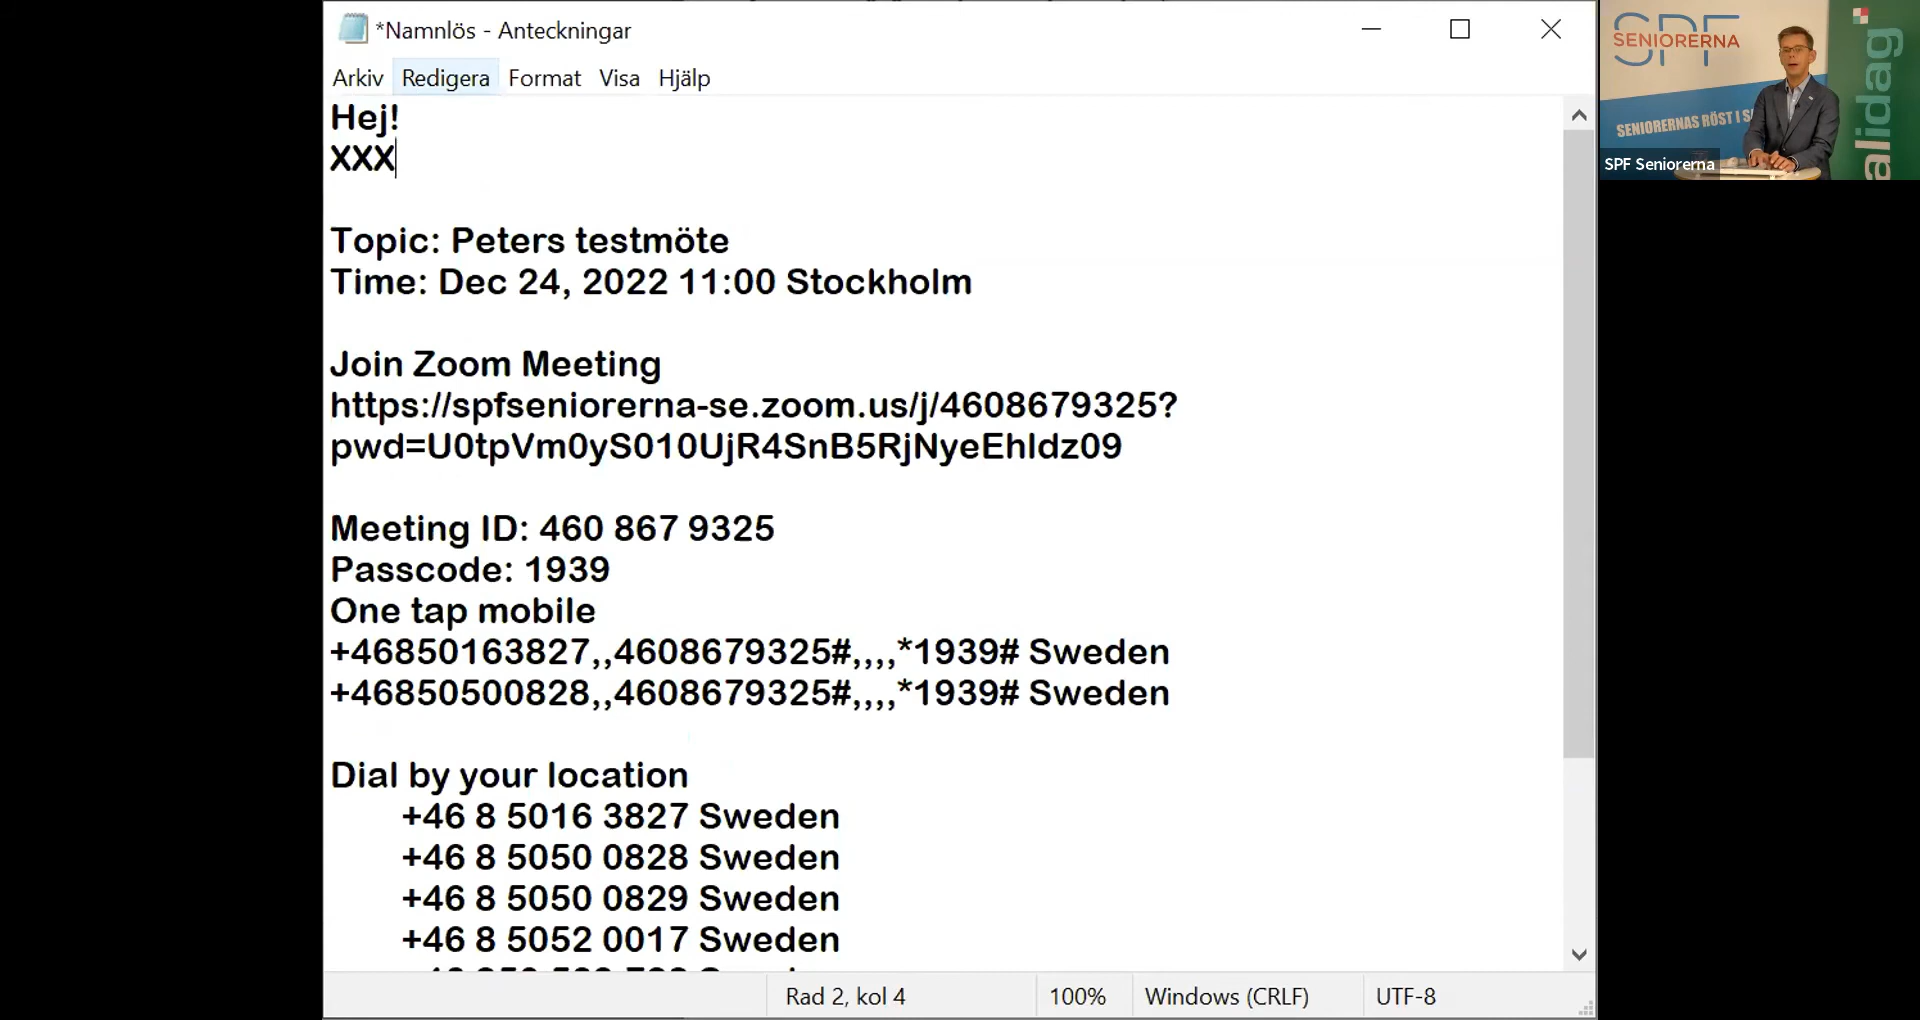 *Namnlös - Anteckningar
Arkiv Redigera Format Visa Hjälp
Hej!
XXX
Topic: Peters testmöte
Time: Dec 24, 2022 11:00 Stockholm
Join Zoom Meeting
https://spfseniorerna-se.zoom.us/j/4608679325?
pwd=U0tpVm0yS010UjR4SnB5RjNyeEhldz09
Meeting ID: 460 867 9325
Passcode: 1939
One tap mobile
+46850163827,,4608679325#,,,,*1939# Sweden
+46850500828,,4608679325#,,,,*1939# Sweden
Dial by your location
+46 8 5016 3827 Sweden
+46 8 5050 0828 Sweden
+46 8 5050 0829 Sweden
+46 8 5052 0017 Sweden
Rad 2, kol 4 100% Windows (CRLF) UTF-8
SPF
SENIORERNA
SENIORERNAS RÖST I
SPF Seniorerna
alidag